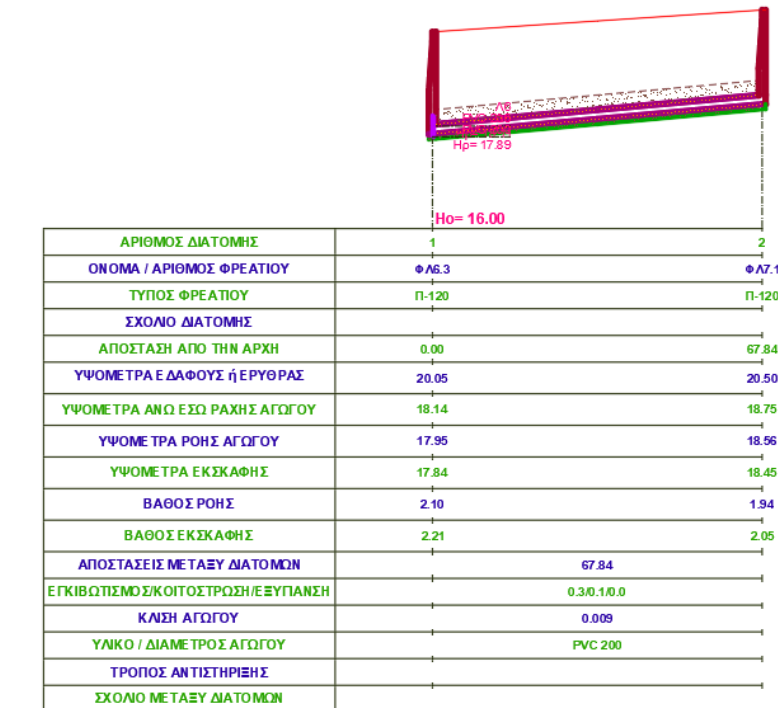 Hρ= 17.89
Ho= 16.00
ΑΡΙΘΜΟΣ ΔΙΑΤΟΜΗΣ 1 2
ΟΝΟΜΑ / ΑΡΙΘΜΟΣ ΦΡΕΑΤΙΟΥ ΦΛ6.3 ΦΛ7.1
ΤΥΠΟΣ ΦΡΕΑΤΙΟΥ Π-120 Π-120
ΣΧΟΛΙΟ ΔΙΑΤΟΜΗΣ
ΑΠΟΣΤΑΣΗ ΑΠΟ ΤΗΝ ΑΡΧΗ 0.00 67.84
ΥΨΟΜΕΤΡΑ ΕΔΑΦΟΥΣ ή ΕΡΥΘΡΑΣ 20.05 20.50
ΥΨΟΜΕΤΡΑ ΑΝΩ ΕΣΩ ΡΑΧΗΣ ΑΓΩΓΟΥ 18.14 18.75
ΥΨΟΜΕΤΡΑ ΡΟΗΣ ΑΓΩΓΟΥ 17.95 18.56
ΥΨΟΜΕΤΡΑ ΕΚΣΚΑΦΗΣ 17.84 18.45
ΒΑΘΟΣ ΡΟΗΣ 2.10 1.94
ΒΑΘΟΣ ΕΚΣΚΑΦΗΣ 2.21 2.05
ΑΠΟΣΤΑΣΕΙΣ ΜΕΤΑΞΥ ΔΙΑΤΟΜΩΝ 67.84
ΕΓΚΙΒΩΤΙΣΜΟΣ/ΚΟΙΤΟΣΤΡΩΣΗ/ΕΞΥΓΙΑΝΣΗ 0.3/0.1/0.0
ΚΛΙΣΗ ΑΓΩΓΟΥ 0.009
ΥΛΙΚΟ / ΔΙΑΜΕΤΡΟΣ ΑΓΩΓΟΥ PVC 200
ΤΡΟΠΟΣ ΑΝΤΙΣΤΗΡΙΞΗΣ
ΣΧΟΛΙΟ ΜΕΤΑΞΥ ΔΙΑΤΟΜΩΝ